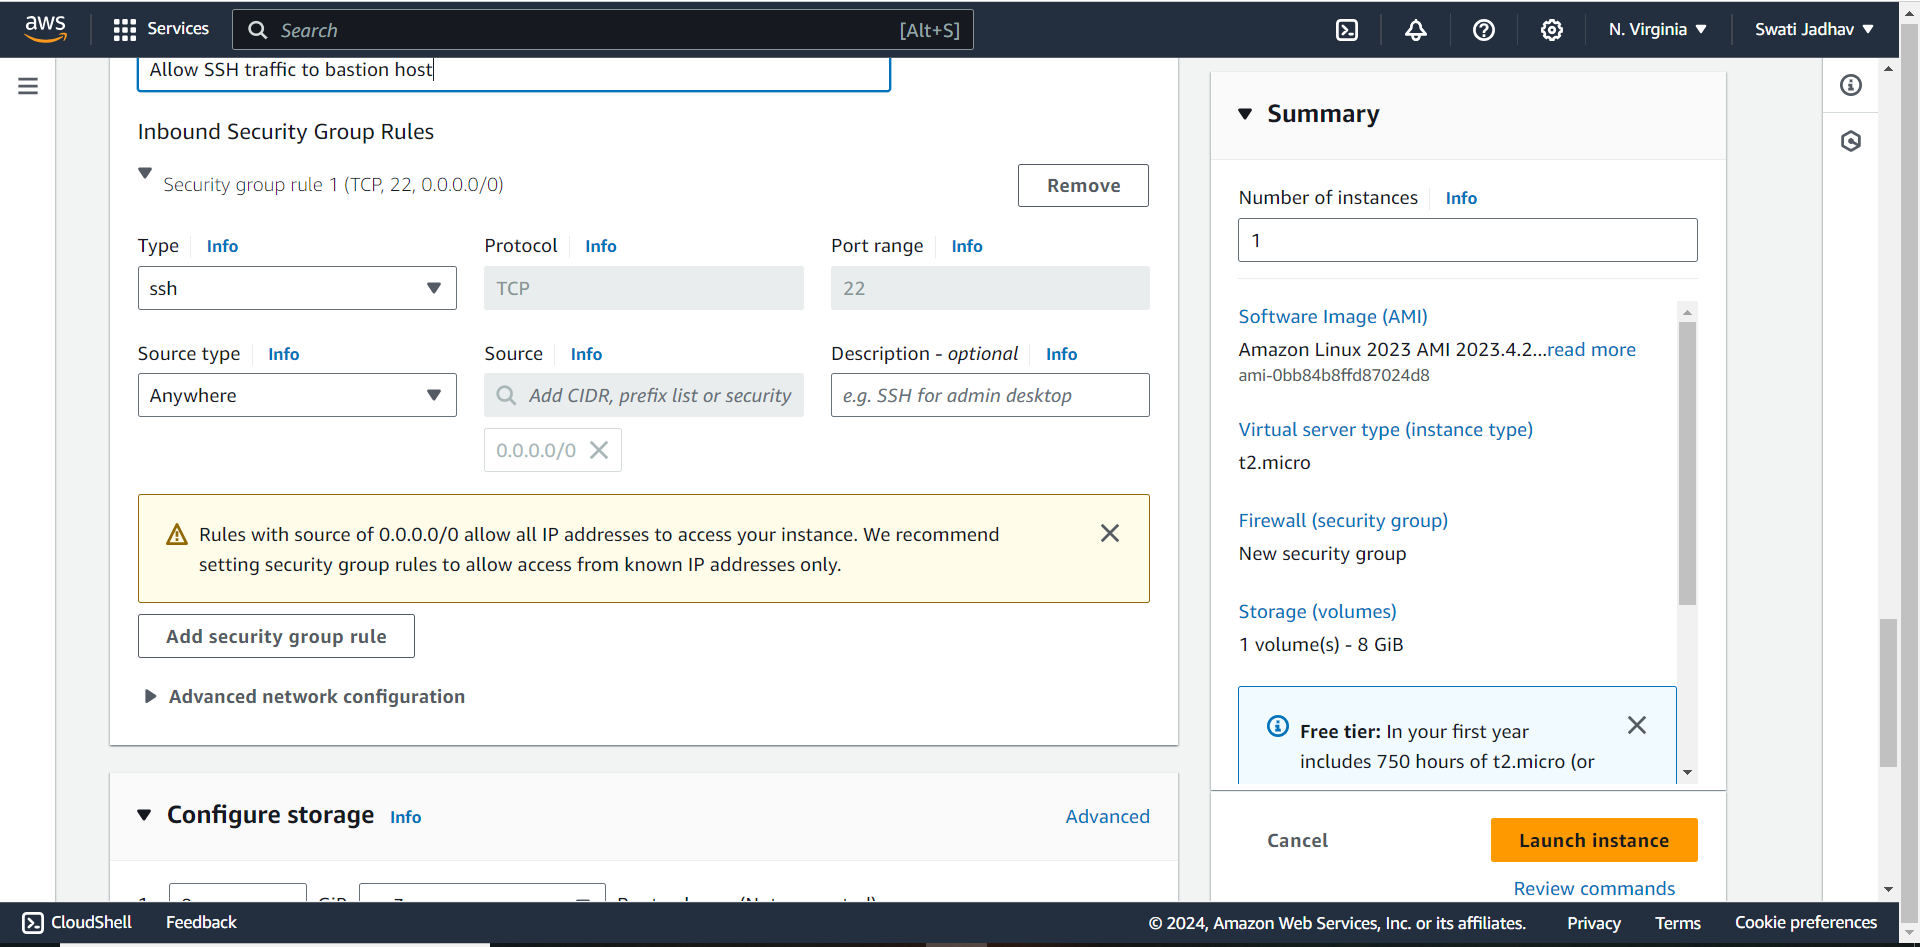 aws
Services
Search
[Alt+S]
N. Virginia
Swati Jadhav
Allow SSH traffic to bastion host
Inbound Security Group Rules
Security group rule 1 (TCP, 22, 0.0.0.0/0)
Remove
Type Info
Protocol Info
Port range Info
ssh
TCP
22
Source type Info
Source Info
Description - optional Info
Anywhere
Add CIDR, prefix list or security
e.g. SSH for admin desktop
0.0.0.0/0
Rules with source of 0.0.0.0/0 allow all IP addresses to access your instance. We recommend
setting security group rules to allow access from known IP addresses only.
Add security group rule
Advanced network configuration
Configure storage Info
Advanced
Summary
Number of instances Info
1
Software Image (AMI)
Amazon Linux 2023 AMI 2023.4.2...read more
ami-0bb84b8ffd87024d8
Virtual server type (instance type)
t2.micro
Firewall (security group)
New security group
Storage (volumes)
1 volume(s) - 8 GiB
Free tier: In your first year
includes 750 hours of t2.micro (or
Cancel
Launch instance
Review commands
CloudShell
Feedback
© 2024, Amazon Web Services, Inc. or its affiliates.
Privacy
Terms
Cookie preferences